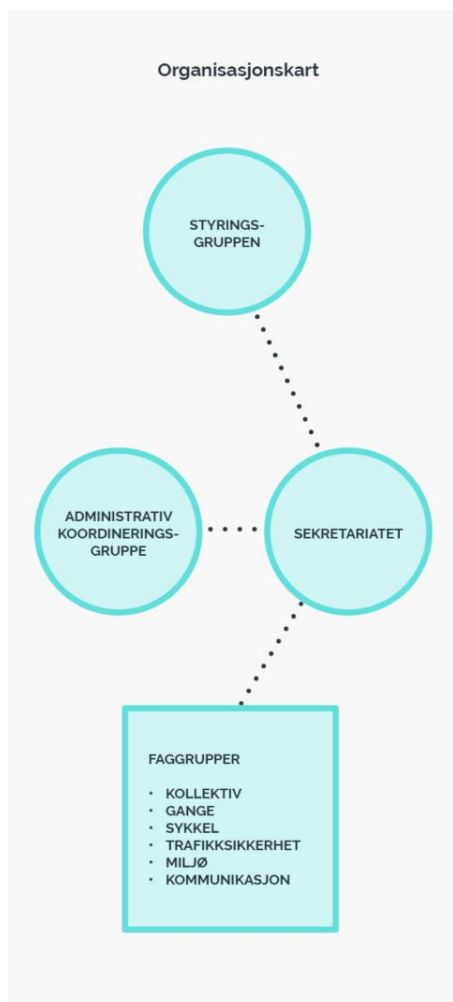 Organisasjonskart
STYRINGS-
GRUPPEN
ADMINISTRATIV
KOORDINERINGS-
GRUPPE
SEKRETARIATET
FAGGRUPPER
• KOLLEKTIV
• GANGE
• SYKKEL
• TRAFIKKSIKKERHET
• MILJØ
• KOMMUNIKASJON